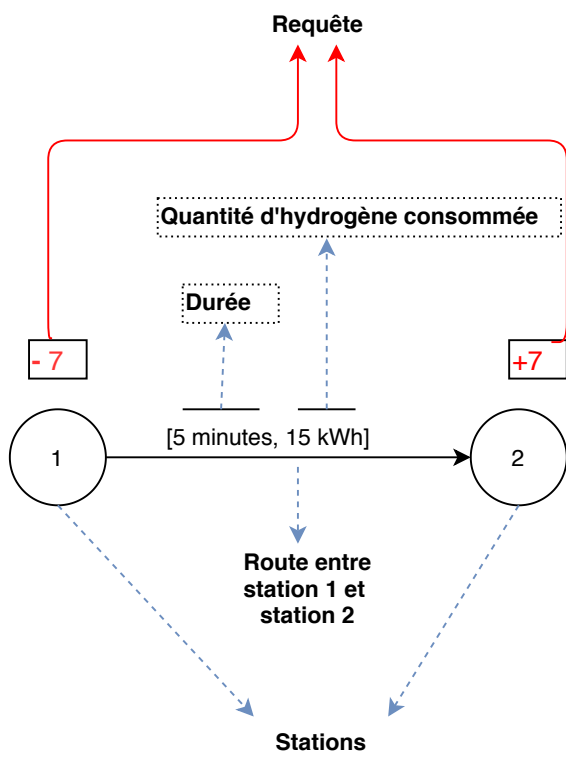 Requête
Quantité d'hydrogène consommée
Durée
- 7
+7
[5 minutes, 15 kWh]
1
2
Route entre
station 1 et
station 2
Stations